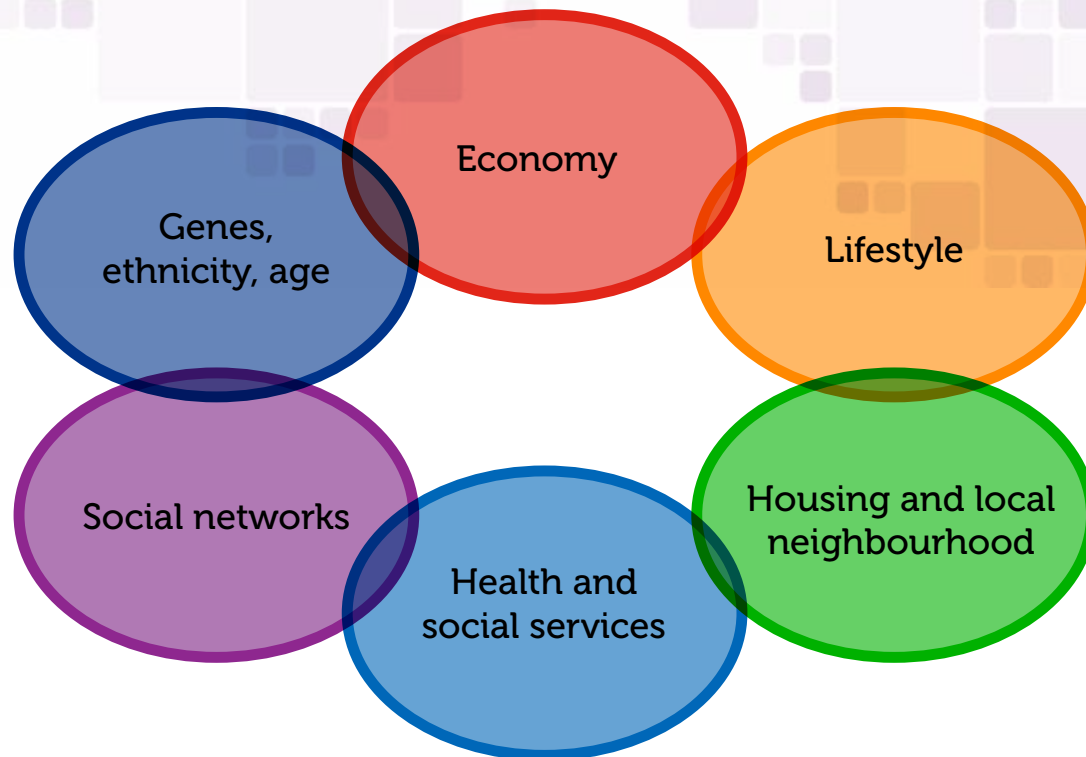 Economy
Genes,
ethnicity, age
Lifestyle
Social networks
Housing and local
neighbourhood
Health and
social services